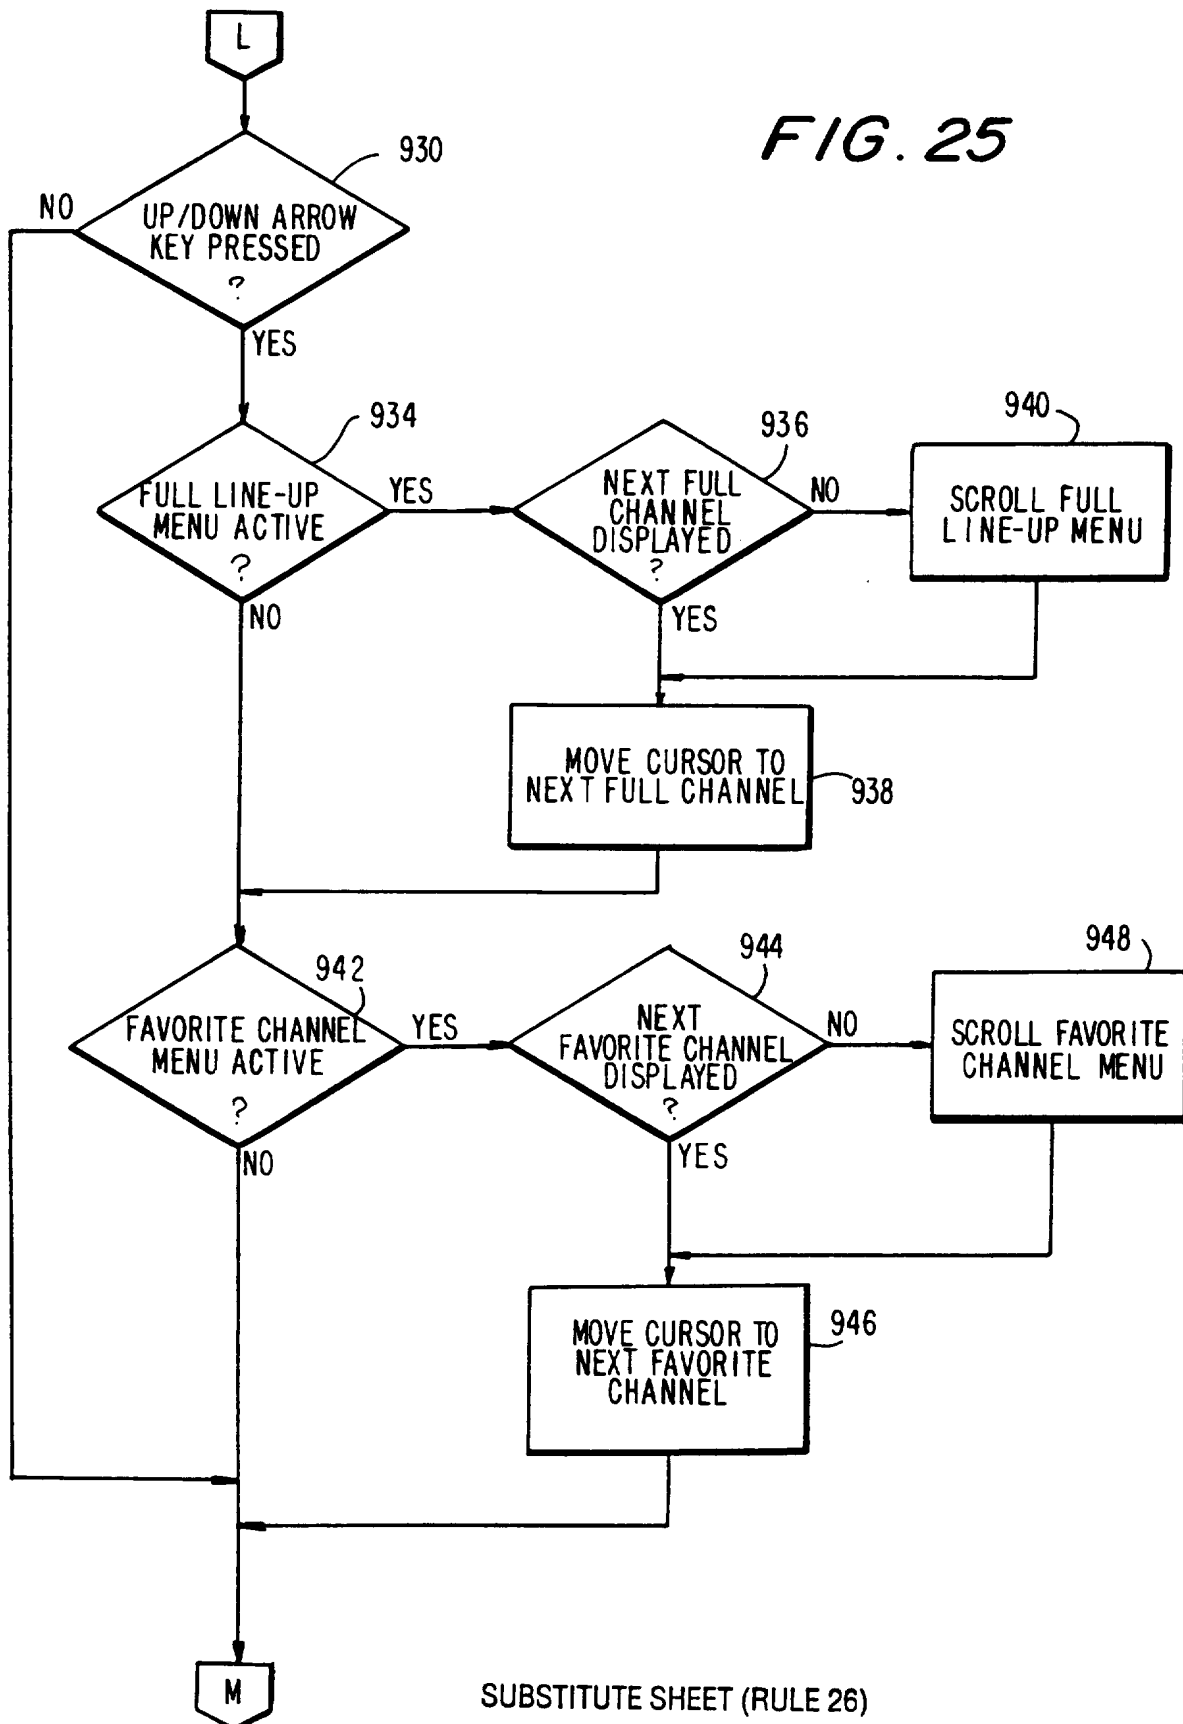 L
FIG. 25
930
NO
UP/DOWN ARROW
KEY PRESSED
?
YES
934
FULL LINE-UP
MENU ACTIVE
?
YES
NO
936
NEXT FULL
CHANNEL
DISPLAYED
?
NO
YES
940
SCROLL FULL
LINE-UP MENU
MOVE CURSOR TO
NEXT FULL CHANNEL
938
942
FAVORITE CHANNEL
MENU ACTIVE
?
YES
NO
944
NEXT
FAVORITE CHANNEL
DISPLAYED
?
NO
YES
948
SCROLL FAVORITE
CHANNEL MENU
MOVE CURSOR TO
NEXT FAVORITE
CHANNEL
946
M
SUBSTITUTE SHEET (RULE 26)